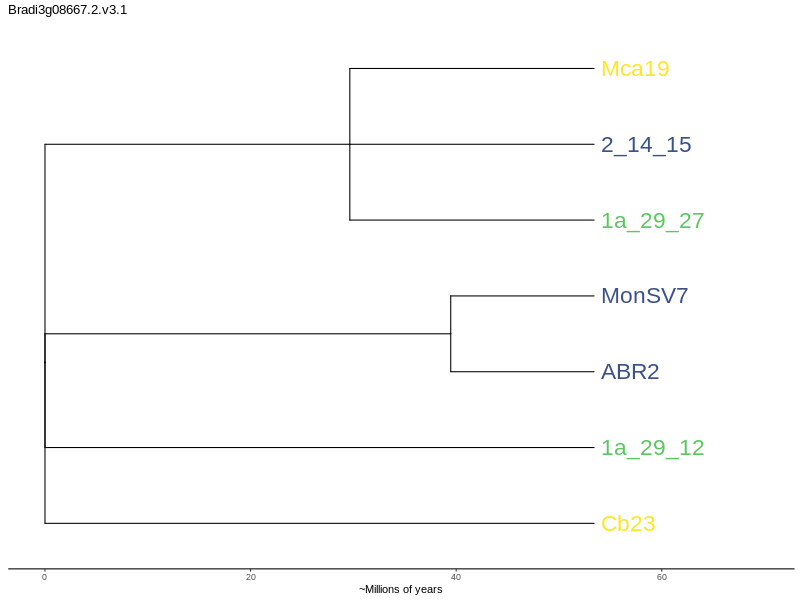 Bradi3g08667.2.v3.1
Mca19
2_14_15
1a_29_27
MonSV7
ABR2
1a_29_12
Cb23
0 20 40 60
~Millions of years